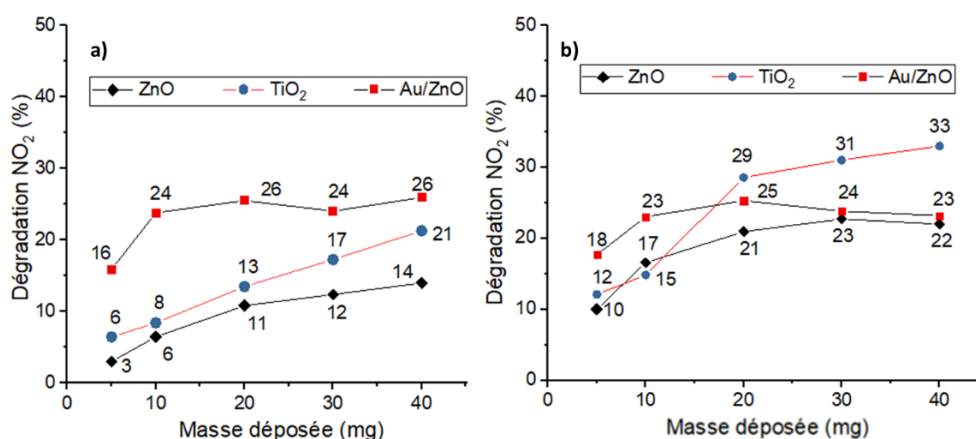 a)
Dégradation NO₂ (%)
50
40
30
20
10
0
ZnO TiO₂ Au/ZnO
16 24 26 24 26
6 8 13 17 21
3 6 11 12 14
0 10 20 30 40
Masse déposée (mg)
b)
Dégradation NO₂ (%)
50
40
30
20
10
0
ZnO TiO₂ Au/ZnO
29 31 33
18 23 25 24 23
12 17 21 23 22
10 15
0 10 20 30 40
Masse déposée (mg)